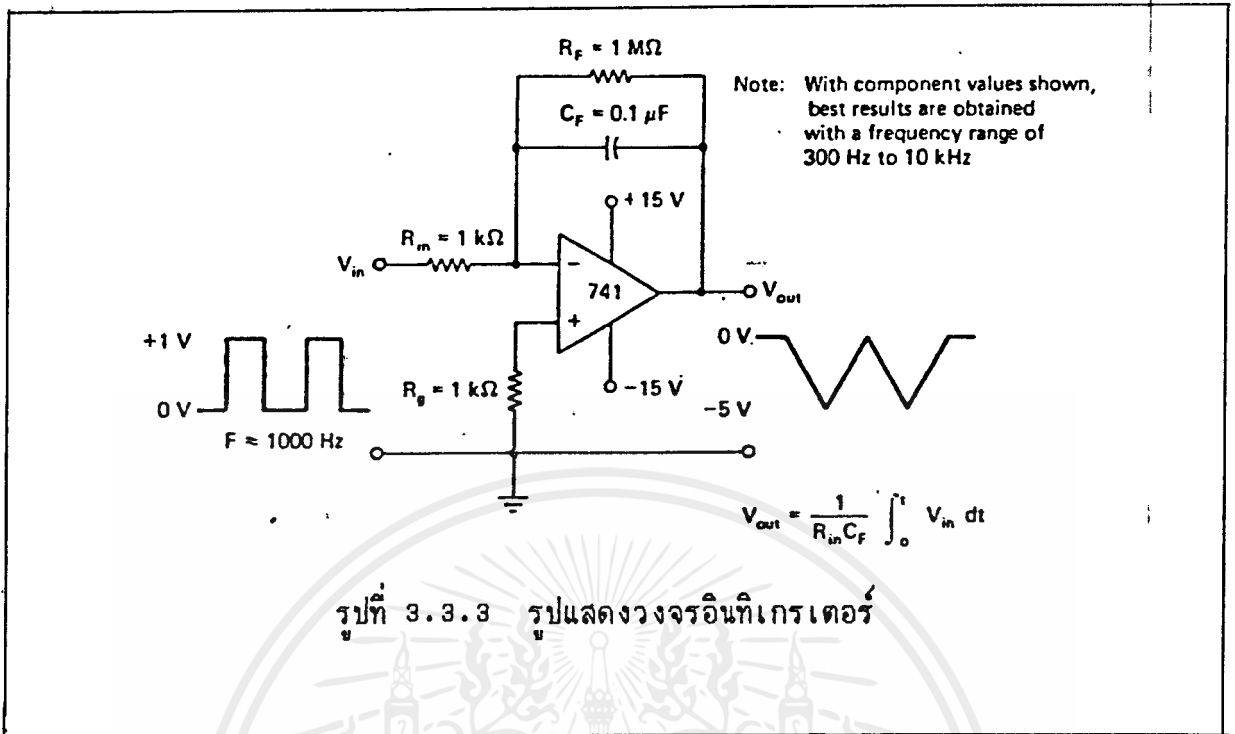 R_F = 1 MΩ
Note: With component values shown,
best results are obtained
with a frequency range of
300 Hz to 10 kHz
C_F = 0.1 μF
+ 15 V
R_in = 1 kΩ
V_in
−
741
+
V_out
+1 V
0 V
F = 1000 Hz
R_g = 1 kΩ
−15 V
0 V
−5 V
V_out = 1/(R_in C_F) ∫_0^t V_in dt
รูปที่ 3.3.3 รูปแสดงวงจรอินทิเกรเตอร์